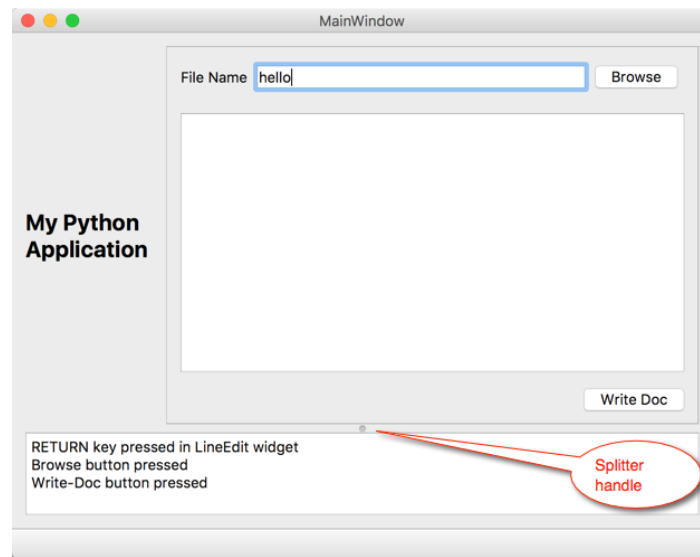 MainWindow
File Name hello Browse
My Python
Application
Write Doc
RETURN key pressed in LineEdit widget
Browse button pressed
Write-Doc button pressed
Splitter
handle